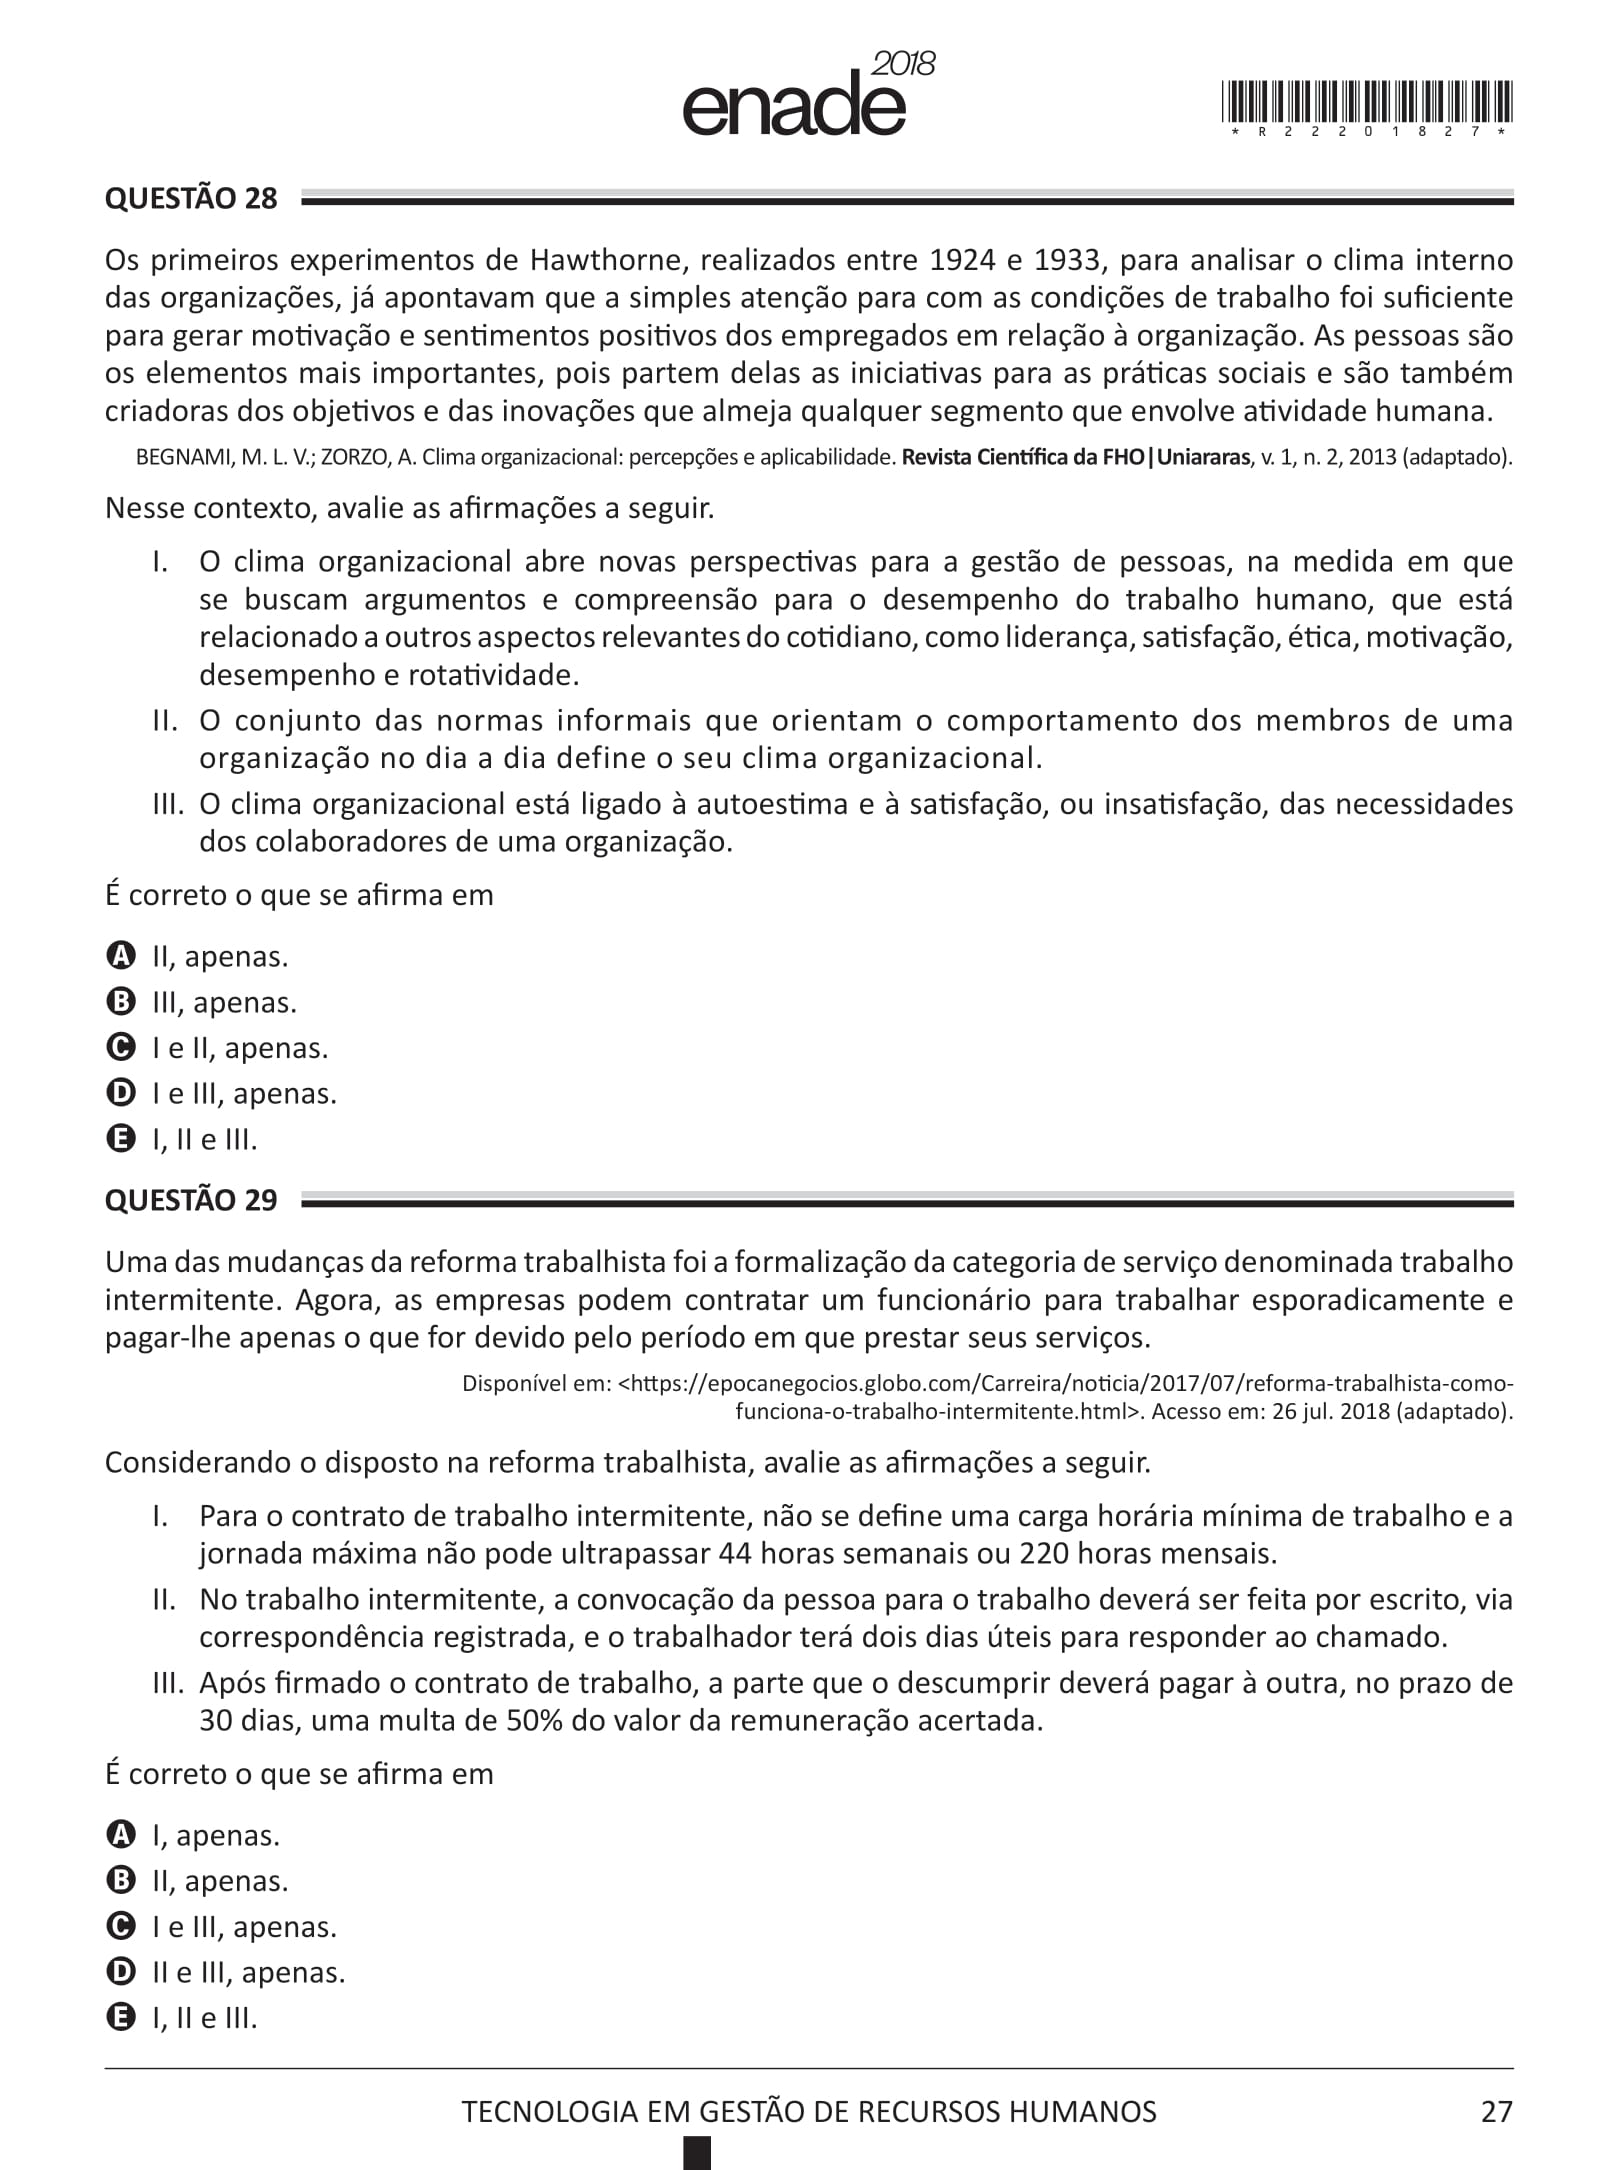 2018
enade
* R 2 2 2 0 1 8 2 7 *
QUESTÃO 28
Os primeiros experimentos de Hawthorne, realizados entre 1924 e 1933, para analisar o clima interno
das organizações, já apontavam que a simples atenção para com as condições de trabalho foi suficiente
para gerar motivação e sentimentos positivos dos empregados em relação à organização. As pessoas são
os elementos mais importantes, pois partem delas as iniciativas para as práticas sociais e são também
criadoras dos objetivos e das inovações que almeja qualquer segmento que envolve atividade humana.
BEGNAMI, M. L. V.; ZORZO, A. Clima organizacional: percepções e aplicabilidade. Revista Científica da FHO|Uniararas, v. 1, n. 2, 2013 (adaptado).
Nesse contexto, avalie as afirmações a seguir.
I. O clima organizacional abre novas perspectivas para a gestão de pessoas, na medida em que
se buscam argumentos e compreensão para o desempenho do trabalho humano, que está
relacionado a outros aspectos relevantes do cotidiano, como liderança, satisfação, ética, motivação,
desempenho e rotatividade.
II. O conjunto das normas informais que orientam o comportamento dos membros de uma
organização no dia a dia define o seu clima organizacional.
III. O clima organizacional está ligado à autoestima e à satisfação, ou insatisfação, das necessidades
dos colaboradores de uma organização.
É correto o que se afirma em
A II, apenas.
B III, apenas.
C I e II, apenas.
D I e III, apenas.
E I, II e III.
QUESTÃO 29
Uma das mudanças da reforma trabalhista foi a formalização da categoria de serviço denominada trabalho
intermitente. Agora, as empresas podem contratar um funcionário para trabalhar esporadicamente e
pagar-lhe apenas o que for devido pelo período em que prestar seus serviços.
Disponível em: <https://epocanegocios.globo.com/Carreira/noticia/2017/07/reforma-trabalhista-como-
funciona-o-trabalho-intermitente.html>. Acesso em: 26 jul. 2018 (adaptado).
Considerando o disposto na reforma trabalhista, avalie as afirmações a seguir.
I. Para o contrato de trabalho intermitente, não se define uma carga horária mínima de trabalho e a
jornada máxima não pode ultrapassar 44 horas semanais ou 220 horas mensais.
II. No trabalho intermitente, a convocação da pessoa para o trabalho deverá ser feita por escrito, via
correspondência registrada, e o trabalhador terá dois dias úteis para responder ao chamado.
III. Após firmado o contrato de trabalho, a parte que o descumprir deverá pagar à outra, no prazo de
30 dias, uma multa de 50% do valor da remuneração acertada.
É correto o que se afirma em
A I, apenas.
B II, apenas.
C I e III, apenas.
D II e III, apenas.
E I, II e III.
TECNOLOGIA EM GESTÃO DE RECURSOS HUMANOS
27